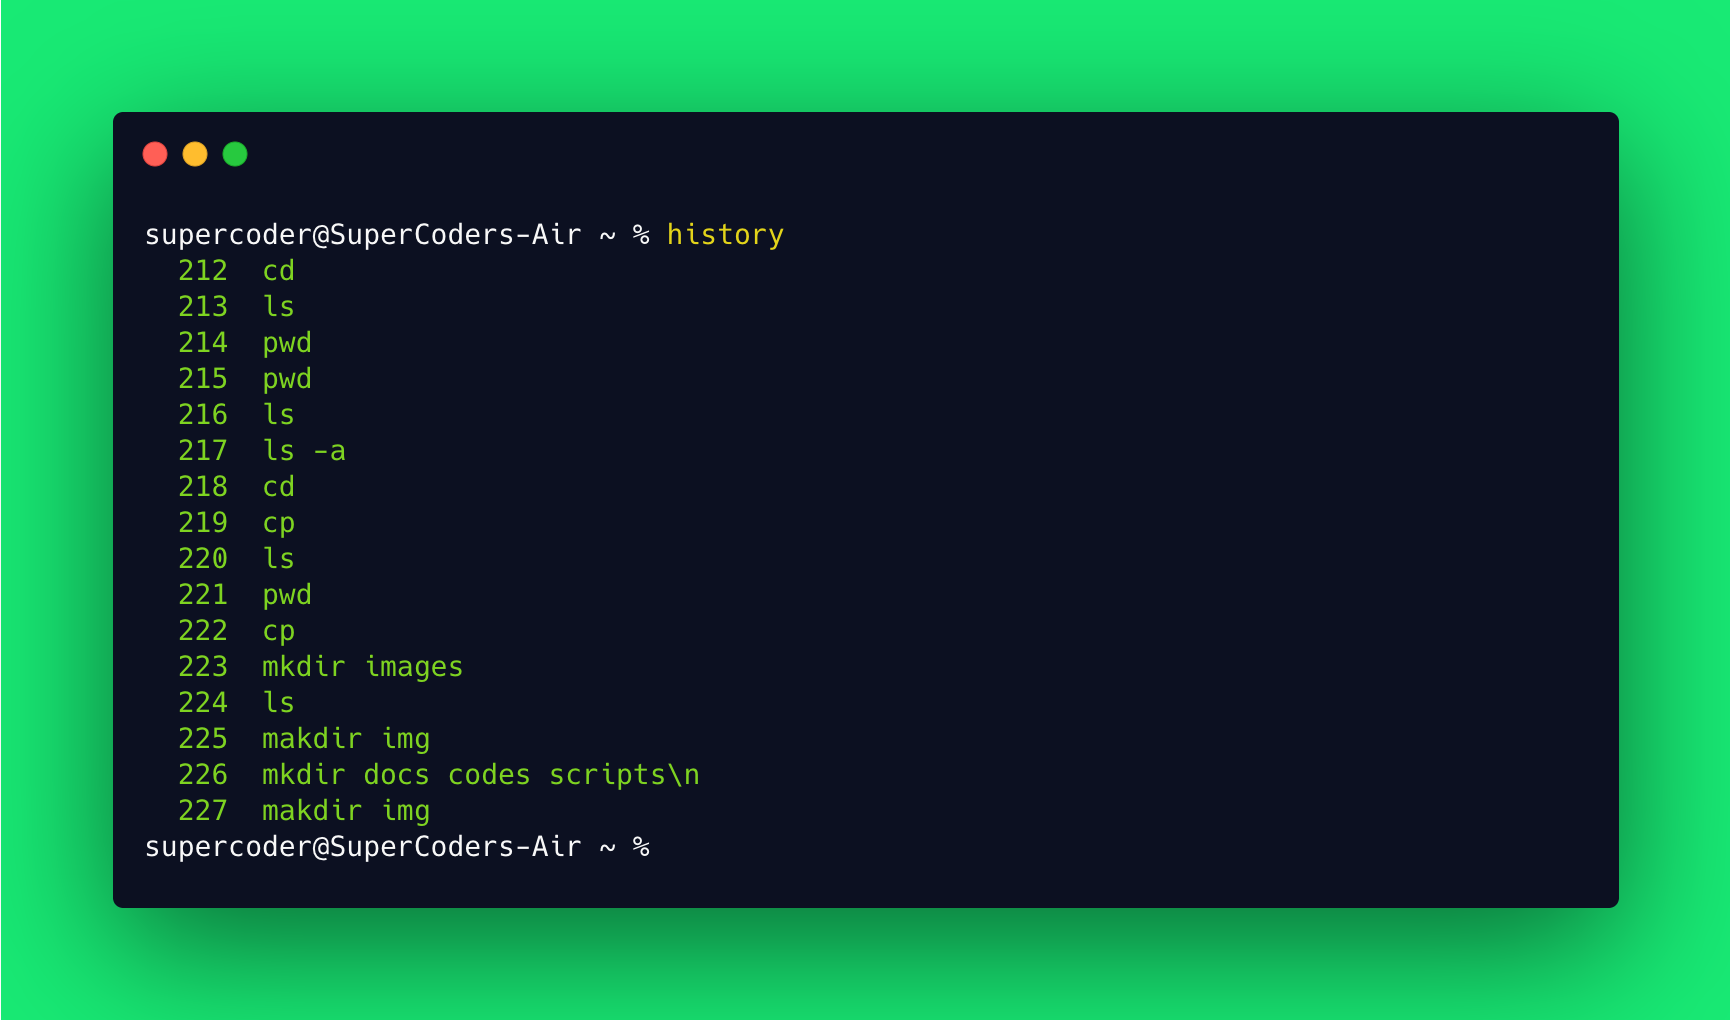 supercoder@SuperCoders-Air ~ % history
212 cd
213 ls
214 pwd
215 pwd
216 ls
217 ls -a
218 cd
219 cp
220 ls
221 pwd
222 cp
223 mkdir images
224 ls
225 makdir img
226 mkdir docs codes scripts\n
227 makdir img
supercoder@SuperCoders-Air ~ %